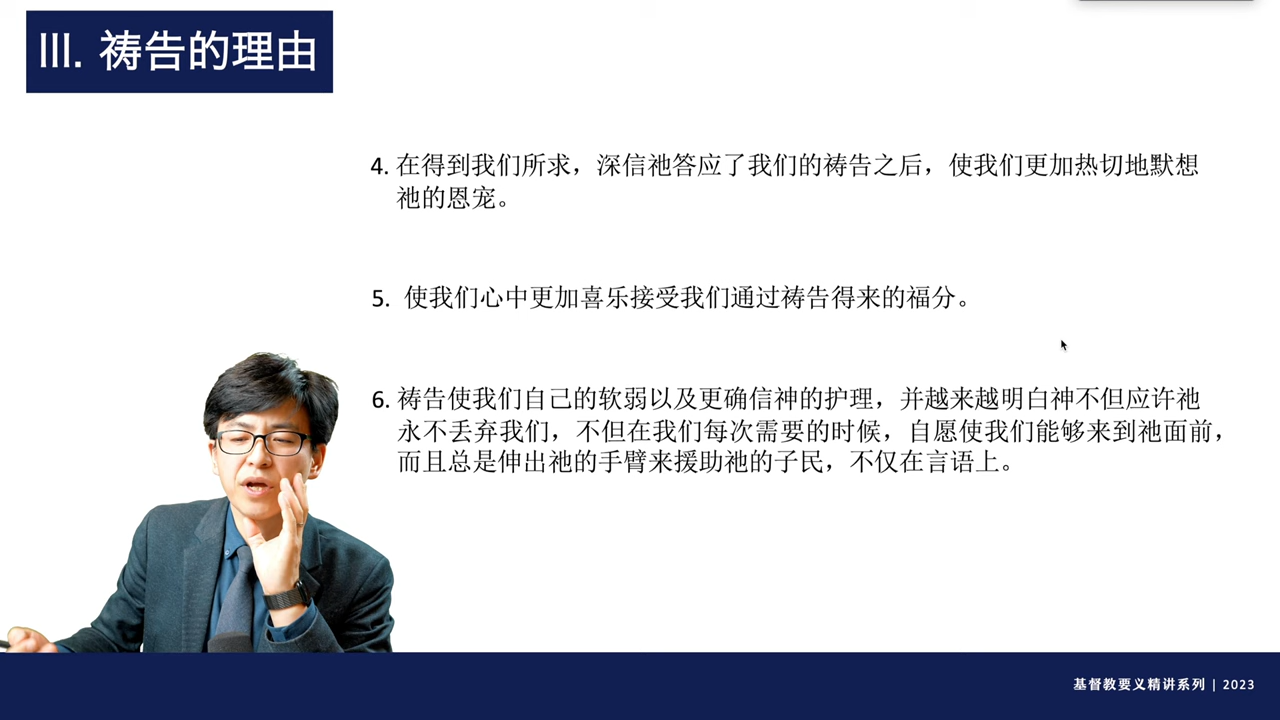 III. 祷告的理由
4. 在得到我们所求，深信祂答应了我们的祷告之后，使我们更加热切地默想
祂的恩宠。
5. 使我们心中更加喜乐接受我们通过祷告得来的福分。
6. 祷告使我们自己的软弱以及更确信神的护理，并越来越明白神不但应许祂
永不丢弃我们，不但在我们每次需要的时候，自愿使我们能够来到祂面前，
而且总是伸出祂的手臂来援助祂的子民，不仅在言语上。
基督教要义精讲系列 | 2023